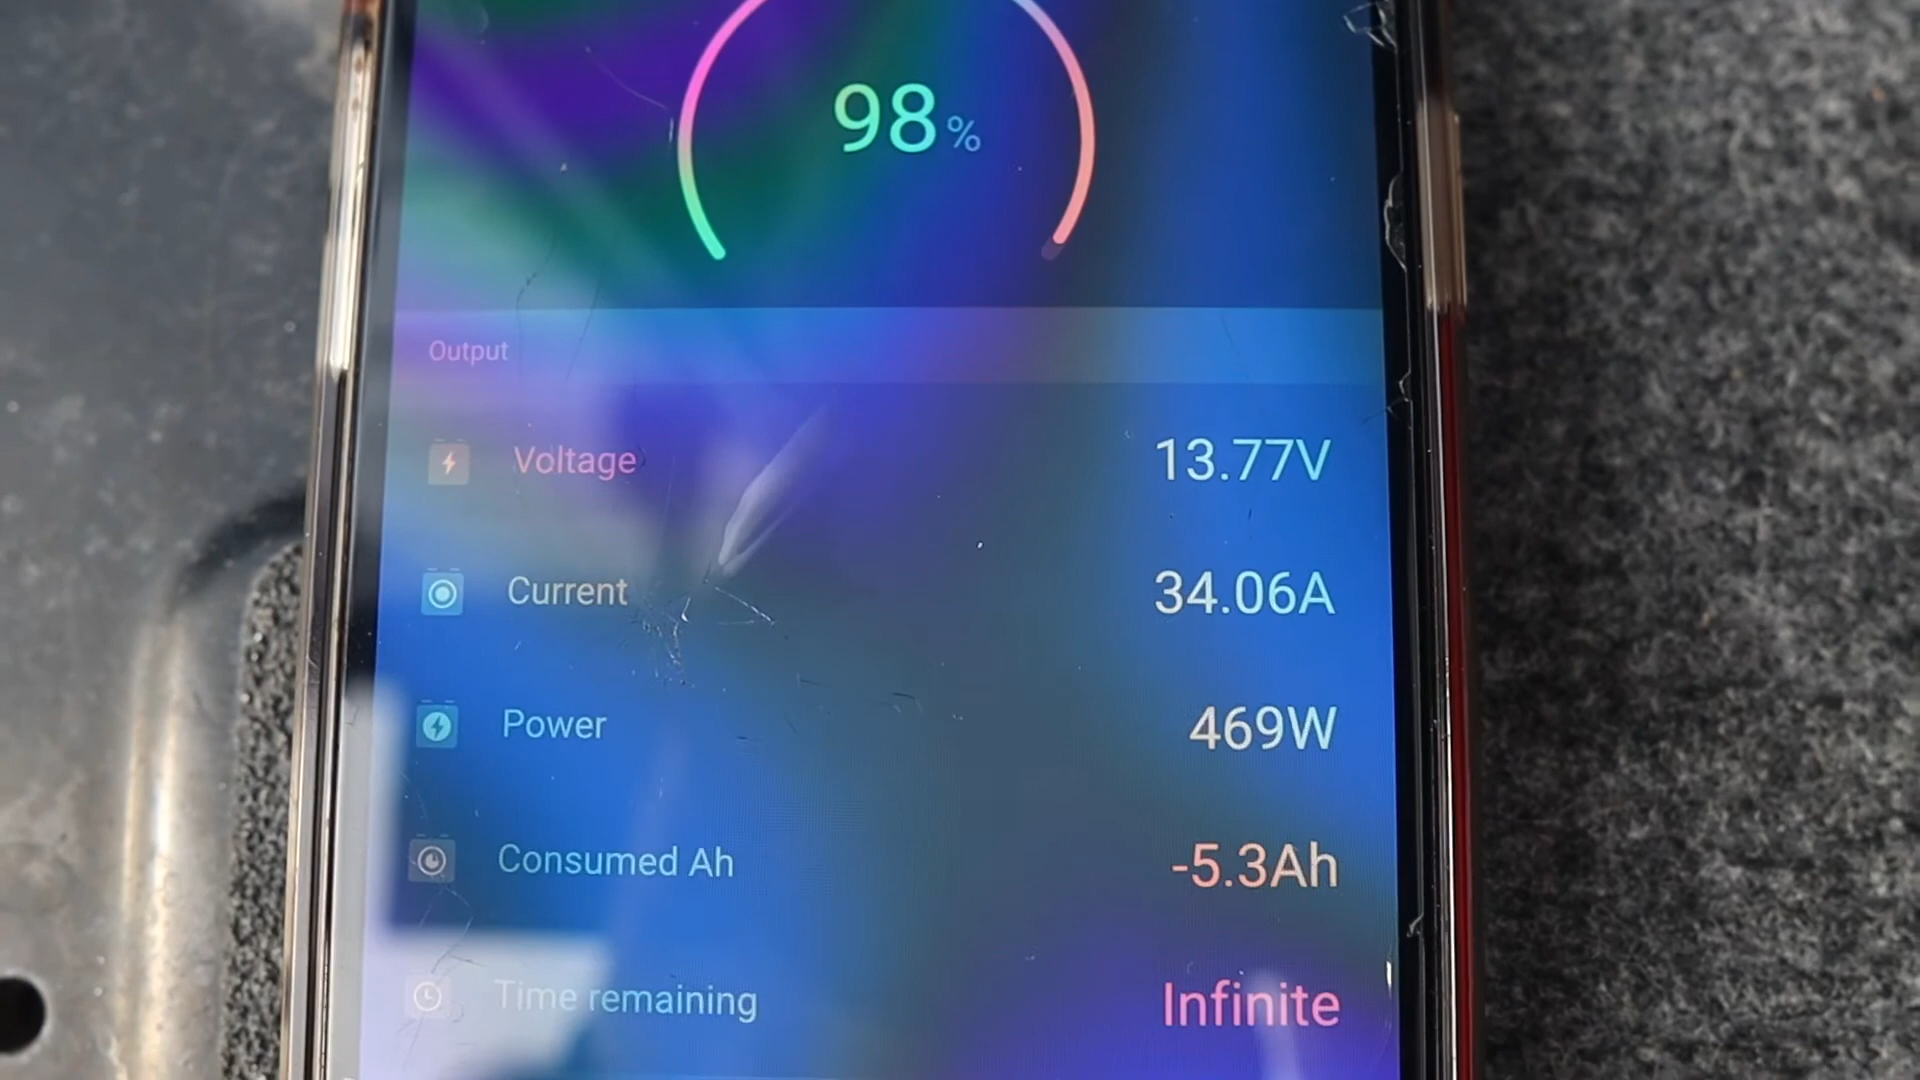 98%
Output
Voltage 13.77V
Current 34.06A
Power 469W
Consumed Ah -5.3Ah
Time remaining Infinite